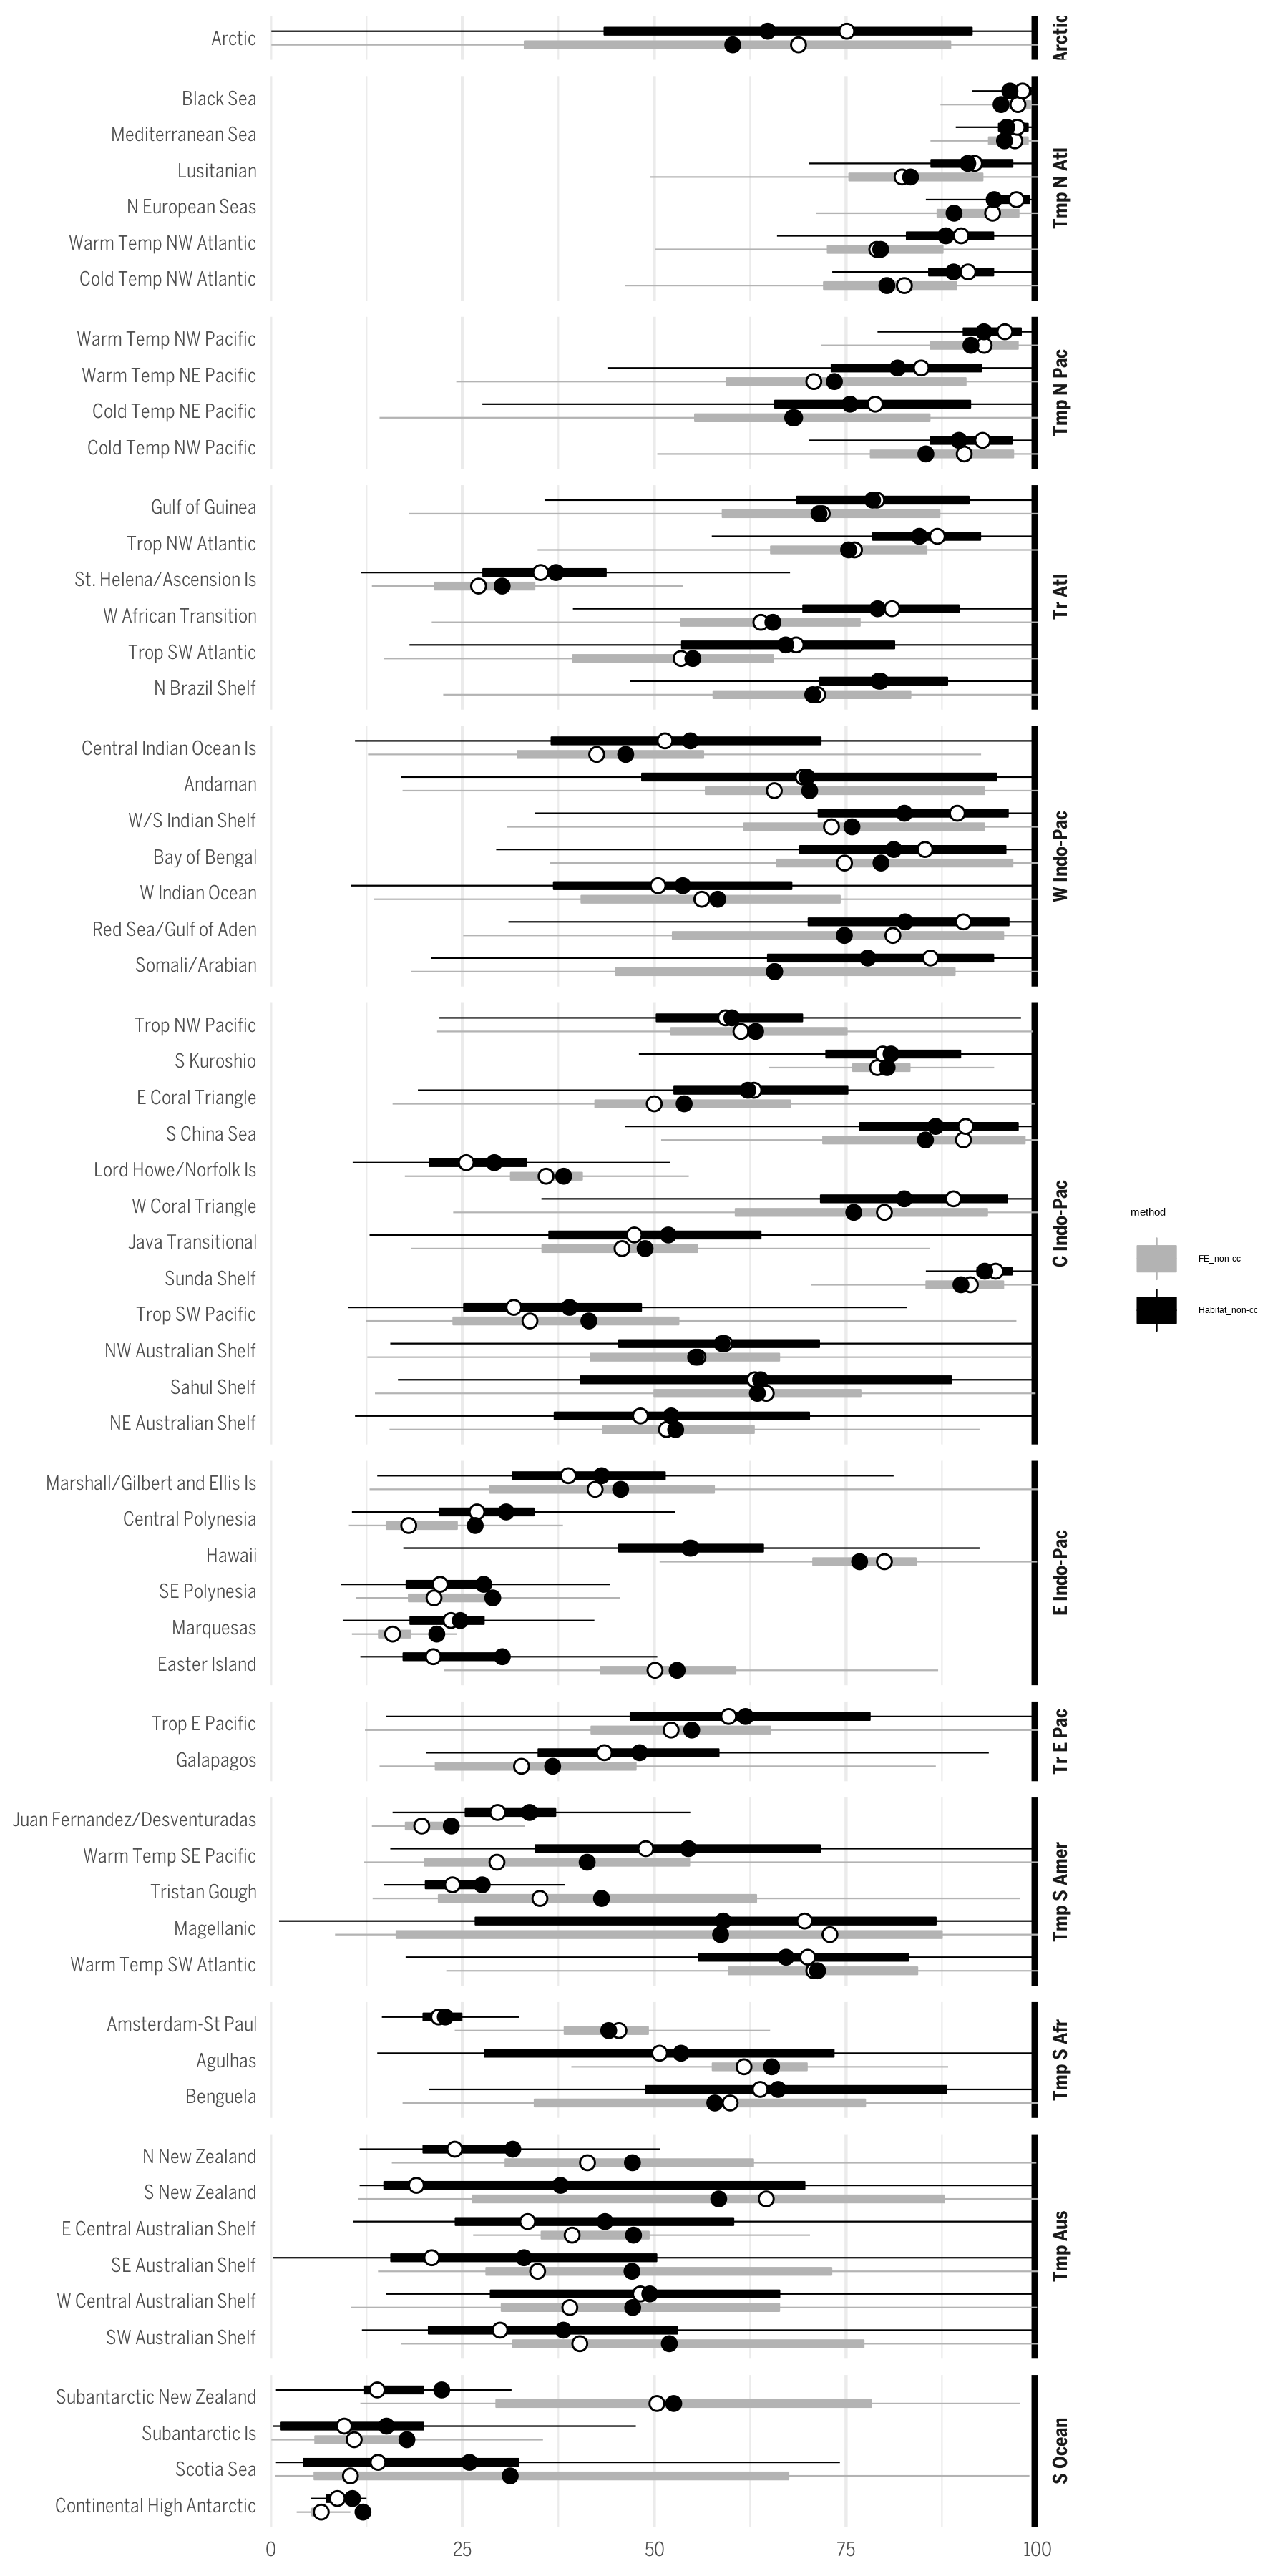 Arctic
Arctic
Black Sea
Mediterranean Sea
Lusitanian
N European Seas
Warm Temp NW Atlantic
Cold Temp NW Atlantic
Tmp N Atl
Warm Temp NW Pacific
Warm Temp NE Pacific
Cold Temp NE Pacific
Cold Temp NW Pacific
Tmp N Pac
Gulf of Guinea
Trop NW Atlantic
St. Helena/Ascension Is
W African Transition
Trop SW Atlantic
N Brazil Shelf
Tr Atl
Central Indian Ocean Is
Andaman
W/S Indian Shelf
Bay of Bengal
W Indian Ocean
Red Sea/Gulf of Aden
Somali/Arabian
W Indo-Pac
Trop NW Pacific
S Kuroshio
E Coral Triangle
S China Sea
Lord Howe/Norfolk Is
W Coral Triangle
Java Transitional
Sunda Shelf
Trop SW Pacific
NW Australian Shelf
Sahul Shelf
NE Australian Shelf
C Indo-Pac
method
FE_non-cc
Habitat_non-cc
Marshall/Gilbert and Ellis Is
Central Polynesia
Hawaii
SE Polynesia
Marquesas
Easter Island
E Indo-Pac
Trop E Pacific
Galapagos
Tr E Pac
Juan Fernandez/Desventuradas
Warm Temp SE Pacific
Tristan Gough
Magellanic
Warm Temp SW Atlantic
Tmp S Amer
Amsterdam-St Paul
Agulhas
Benguela
Tmp S Afr
N New Zealand
S New Zealand
E Central Australian Shelf
SE Australian Shelf
W Central Australian Shelf
SW Australian Shelf
Tmp Aus
Subantarctic New Zealand
Subantarctic Is
Scotia Sea
Continental High Antarctic
S Ocean
0 25 50 75 100